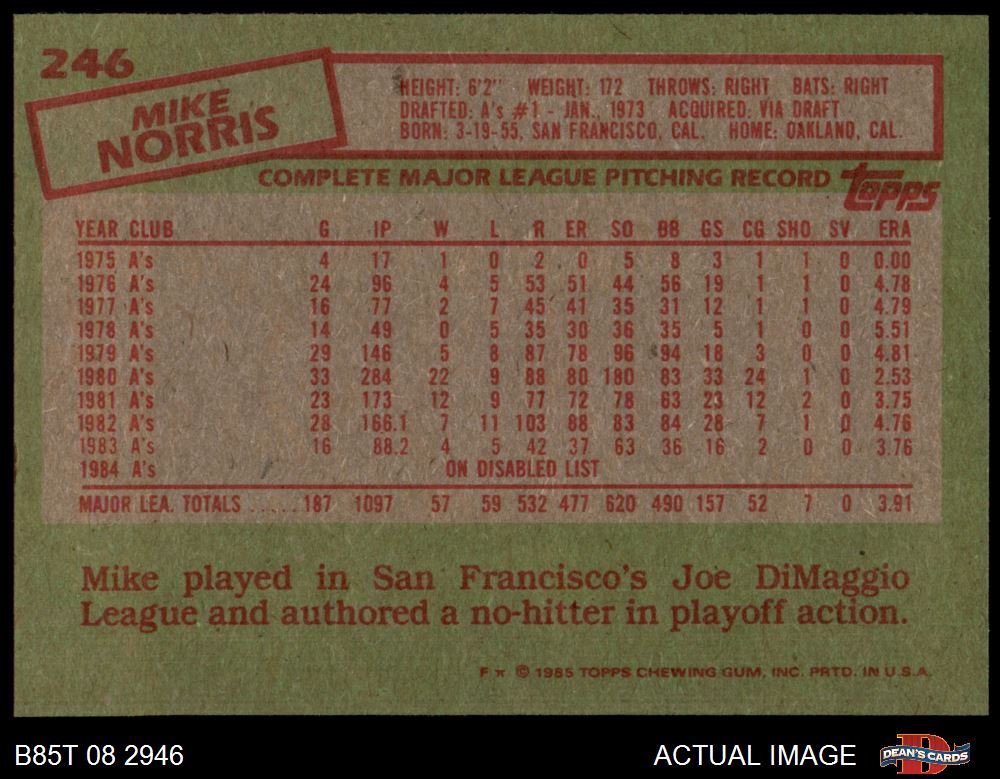 246
MIKE
NORRIS
HEIGHT: 6'2" WEIGHT: 172 THROWS: RIGHT BATS: RIGHT
DRAFTED: A's #1 - JAN., 1973 ACQUIRED: VIA DRAFT
BORN: 3-19-55, SAN FRANCISCO, CAL. HOME: OAKLAND, CAL.
COMPLETE MAJOR LEAGUE PITCHING RECORD topps
YEAR CLUB G IP W L R ER SO BB GS CG SHO SV ERA
1975 A's 4 17 1 0 2 0 5 8 3 1 1 0 0.00
1976 A's 24 96 4 5 53 51 44 56 19 1 1 0 4.78
1977 A's 16 77 2 7 45 41 35 31 12 1 1 0 4.79
1978 A's 14 49 0 5 35 30 36 35 5 1 0 0 5.51
1979 A's 29 146 5 8 87 78 96 94 18 3 0 0 4.81
1980 A's 33 284 22 9 88 80 180 83 33 24 1 0 2.53
1981 A's 23 173 12 9 77 72 78 63 23 12 2 0 3.75
1982 A's 28 166.1 7 11 103 88 83 84 28 7 1 0 4.76
1983 A's 16 88.2 4 5 42 37 63 36 16 2 0 0 3.76
1984 A's ON DISABLED LIST
MAJOR LEA. TOTALS ..... 187 1097 57 59 532 477 620 490 157 52 7 0 3.91
Mike played in San Francisco's Joe DiMaggio
League and authored a no-hitter in playoff action.
F * © 1985 TOPPS CHEWING GUM, INC. PRTD. IN U.S.A.
B85T 08 2946 ACTUAL IMAGE DEAN'S CARDS